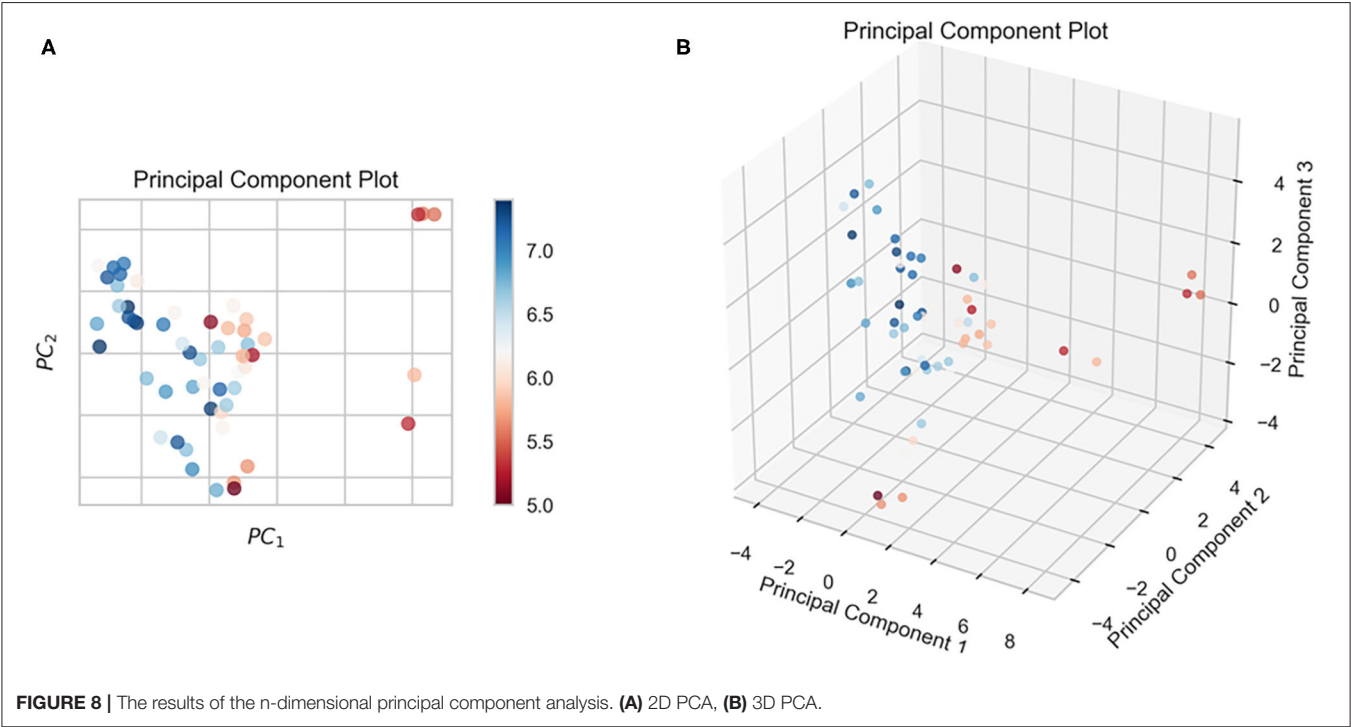 A
Principal Component Plot
PC₂
PC₁
7.0
6.5
6.0
5.5
5.0
B
Principal Component Plot
4
2
0
−2
−4
Principal Component 3
4
2
0
−2
−4
Principal Component 2
−4
−2
0
2
4
6
8
Principal Component 1
FIGURE 8 | The results of the n-dimensional principal component analysis. (A) 2D PCA, (B) 3D PCA.